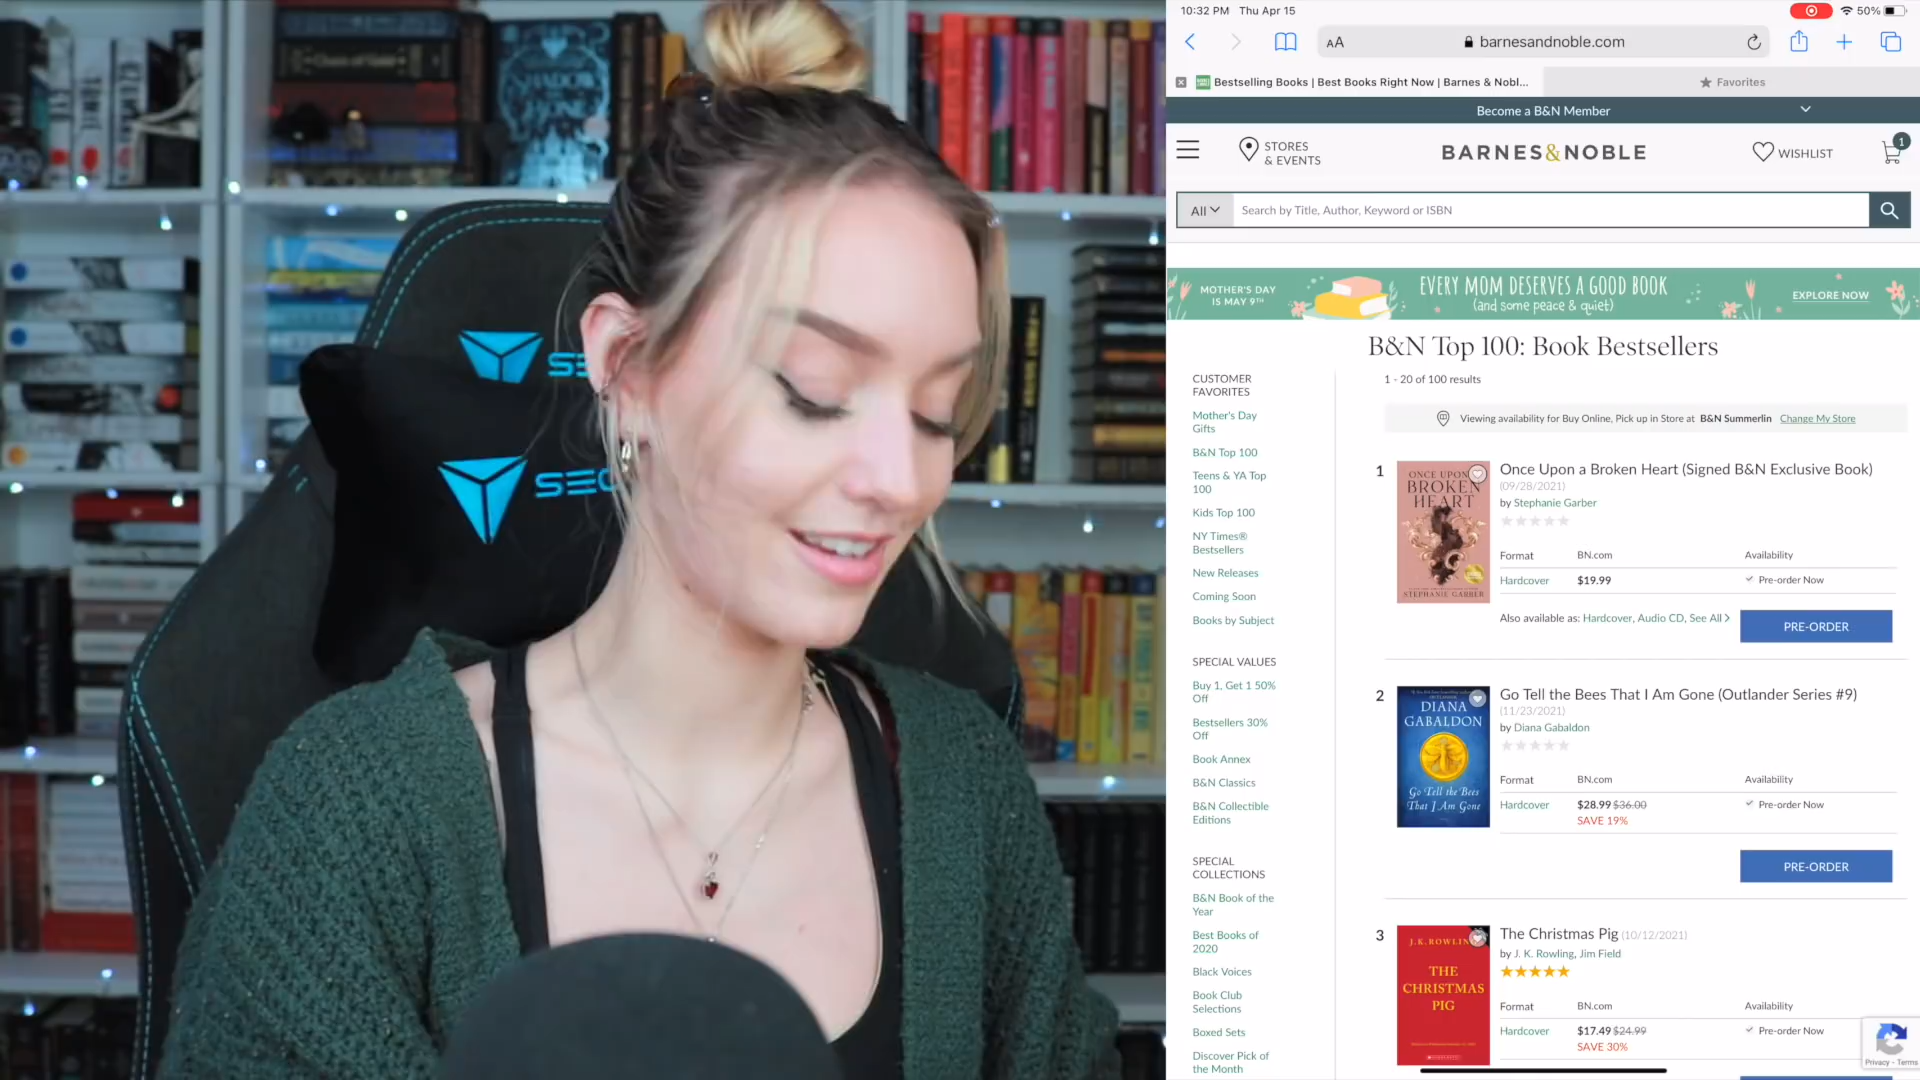 10:32 PM Thu Apr 15
50%
AA
barnesandnoble.com
Bestselling Books | Best Books Right Now | Barnes & Nobl...
Favorites
Become a B&N Member
STORES
& EVENTS
BARNES&NOBLE
WISHLIST
1
All
Search by Title, Author, Keyword or ISBN
MOTHER'S DAY
IS MAY 9TH
EVERY MOM DESERVES A GOOD BOOK
(and some peace & quiet)
EXPLORE NOW
B&N Top 100: Book Bestsellers
1 - 20 of 100 results
Viewing availability for Buy Online, Pick up in Store at B&N Summerlin Change My Store
CUSTOMER
FAVORITES
Mother's Day
Gifts
B&N Top 100
Teens & YA Top
100
Kids Top 100
NY Times®
Bestsellers
New Releases
Coming Soon
Books by Subject
SPECIAL VALUES
Buy 1, Get 1 50%
Off
Bestsellers 30%
Off
Book Annex
B&N Classics
B&N Collectible
Editions
SPECIAL
COLLECTIONS
B&N Book of the
Year
Best Books of
2020
Black Voices
Book Club
Selections
Boxed Sets
Discover Pick of
the Month
1
ONCE UPON
BROKEN
HEART
STEPHANIE GARBER
Once Upon a Broken Heart (Signed B&N Exclusive Book)
(09/28/2021)
by Stephanie Garber
Format BN.com Availability
Hardcover $19.99 Pre-order Now
Also available as: Hardcover, Audio CD, See All
PRE-ORDER
2
DIANA
GABALDON
Go Tell the Bees
That I Am Gone
Go Tell the Bees That I Am Gone (Outlander Series #9)
(11/23/2021)
by Diana Gabaldon
Format BN.com Availability
Hardcover $28.99 $36.00 Pre-order Now
SAVE 19%
PRE-ORDER
3
J.K. ROWLIN
THE
CHRISTMAS
PIG
The Christmas Pig (10/12/2021)
by J. K. Rowling, Jim Field
Format BN.com Availability
Hardcover $17.49 $24.99 Pre-order Now
SAVE 30%
Privacy - Terms
SE
SEC